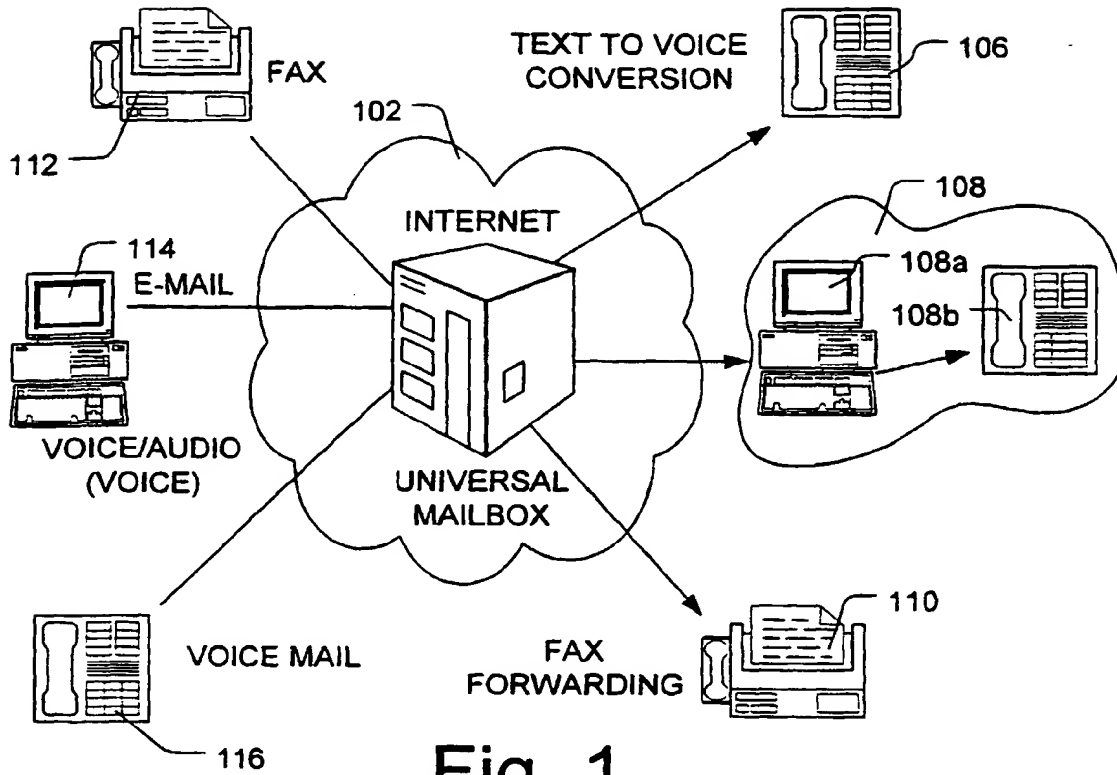 FAX
112
TEXT TO VOICE
CONVERSION
106
102
INTERNET
114
E-MAIL
VOICE/AUDIO
(VOICE)
108
108a
108b
UNIVERSAL
MAILBOX
VOICE MAIL
116
FAX
FORWARDING
110
Fig. 1